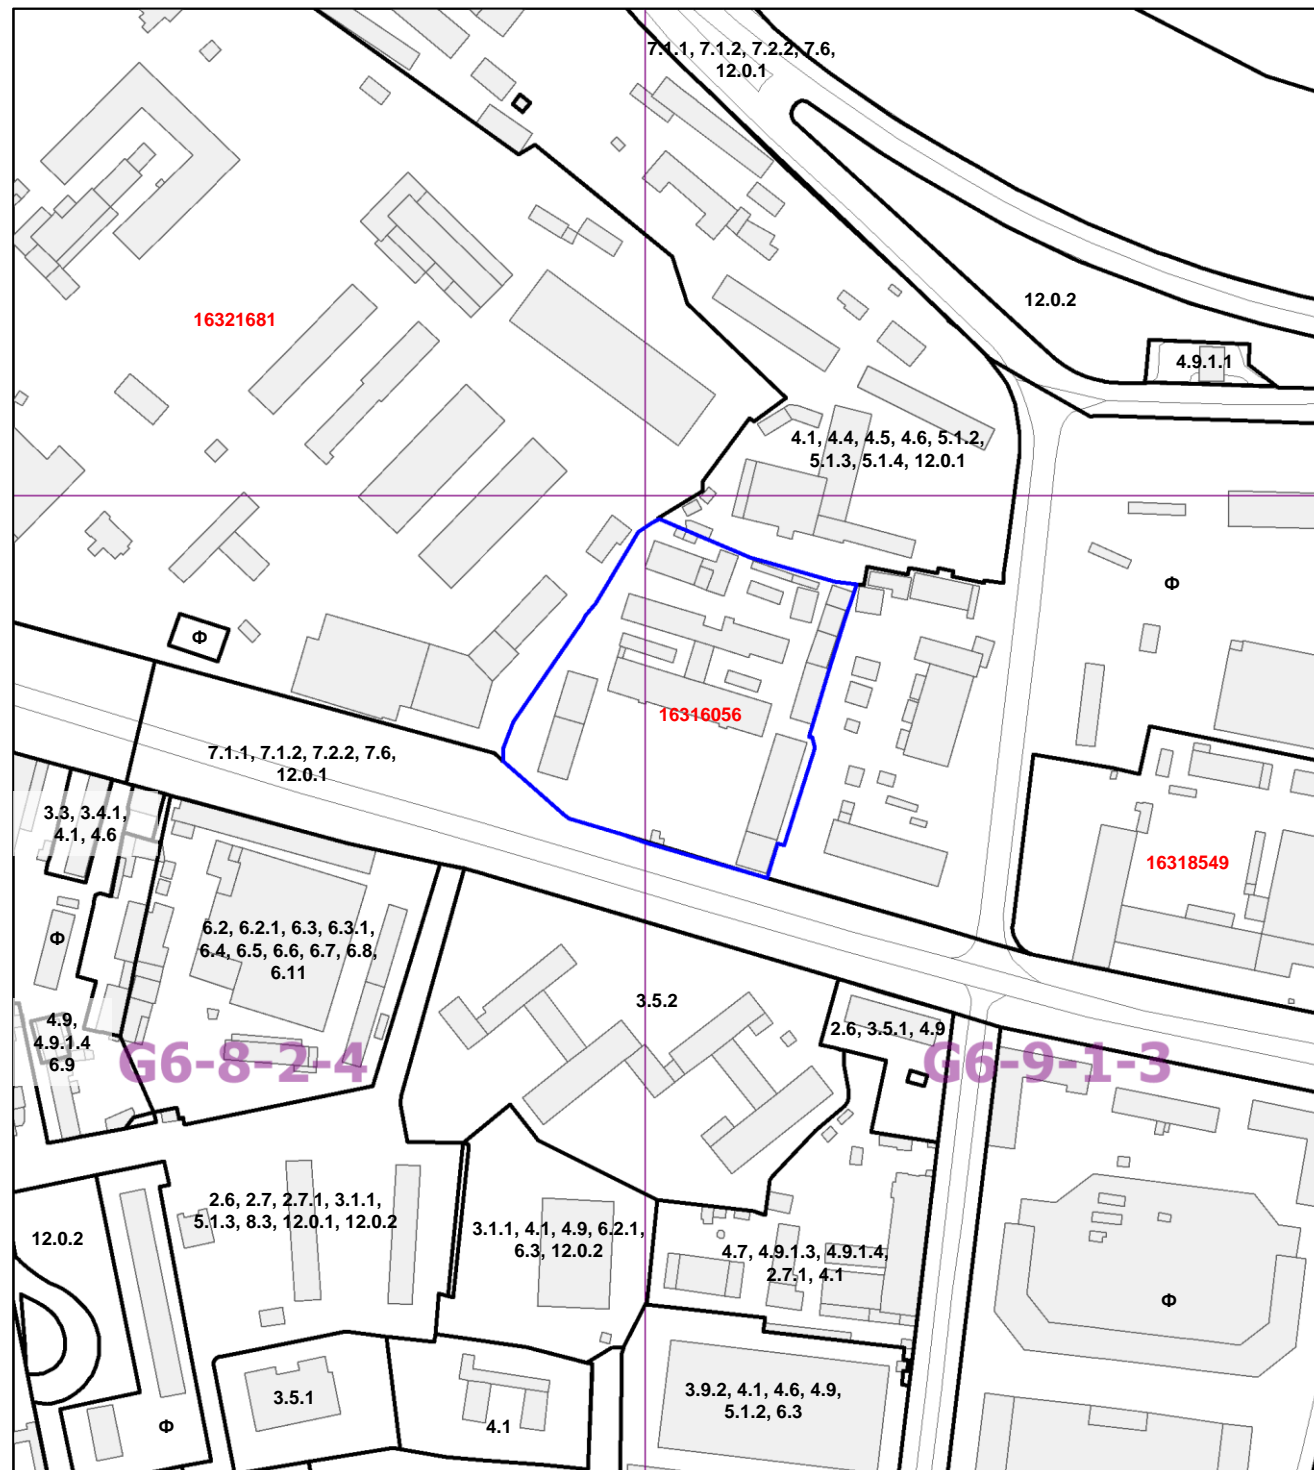 7.1.1, 7.1.2, 7.2.2, 7.6,
12.0.1
12.0.2
16321681
4.9.1.1
4.1, 4.4, 4.5, 4.6, 5.1.2,
5.1.3, 5.1.4, 12.0.1
Ф
Ф
16316056
7.1.1, 7.1.2, 7.2.2, 7.6,
12.0.1
3.3, 3.4.1,
4.1, 4.6
16318549
6.2, 6.2.1, 6.3, 6.3.1,
6.4, 6.5, 6.6, 6.7, 6.8,
6.11
Ф
3.5.2
4.9,
4.9.1.4
6.9
2.6, 3.5.1, 4.9
G6-8-2-4
G6-9-1-3
2.6, 2.7, 2.7.1, 3.1.1,
5.1.3, 8.3, 12.0.1, 12.0.2
12.0.2
3.1.1, 4.1, 4.9, 6.2.1,
6.3, 12.0.2
4.7, 4.9.1.3, 4.9.1.4,
2.7.1, 4.1
Ф
3.5.1
3.9.2, 4.1, 4.6, 4.9,
5.1.2, 6.3
Ф
4.1